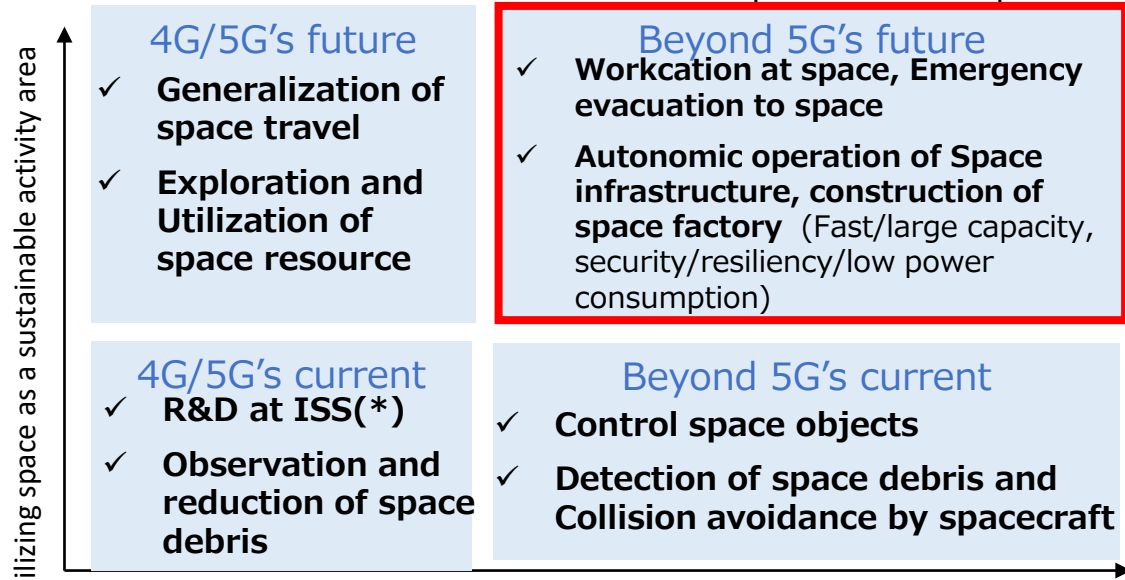 4G/5G's future
✓ Generalization of
space travel
✓ Exploration and
Utilization of
space resource
Beyond 5G's future
✓ Workcation at space, Emergency
evacuation to space
✓ Autonomic operation of Space
infrastructure, construction of
space factory (Fast/large capacity,
security/resiliency/low power
consumption)
4G/5G's current
✓ R&D at ISS(*)
✓ Observation and
reduction of space
debris
Beyond 5G's current
✓ Control space objects
✓ Detection of space debris and
Collision avoidance by spacecraft
ilizing space as a sustainable activity area